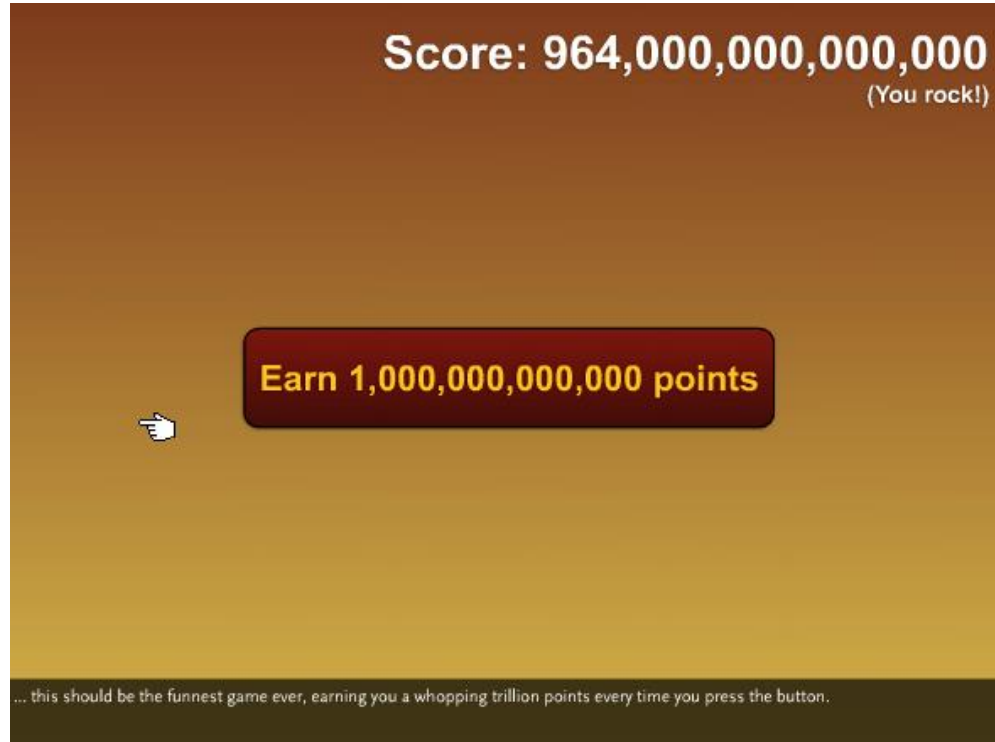 Score: 964,000,000,000,000
(You rock!)
Earn 1,000,000,000,000 points
... this should be the funnest game ever, earning you a whopping trillion points every time you press the button.